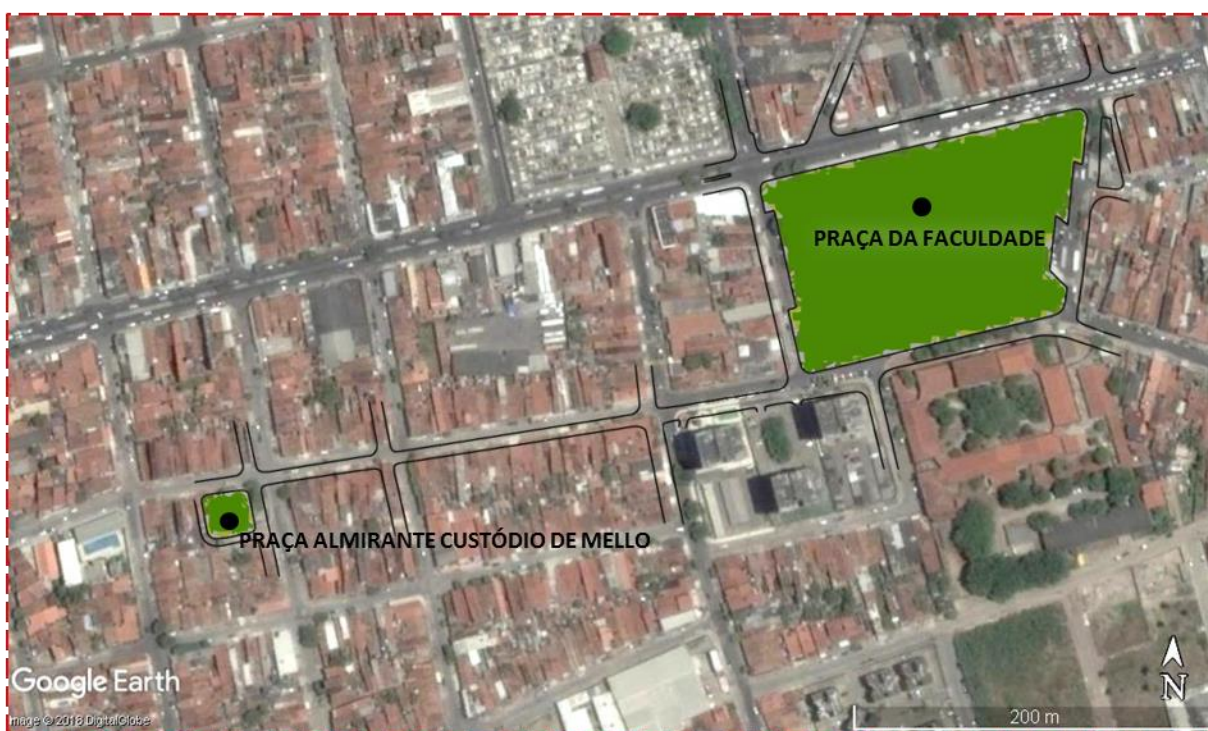 PRAÇA DA FACULDADE
PRAÇA ALMIRANTE CUSTÓDIO DE MELLO
Google Earth
Image © 2018 DigitalGlobe
N
200 m